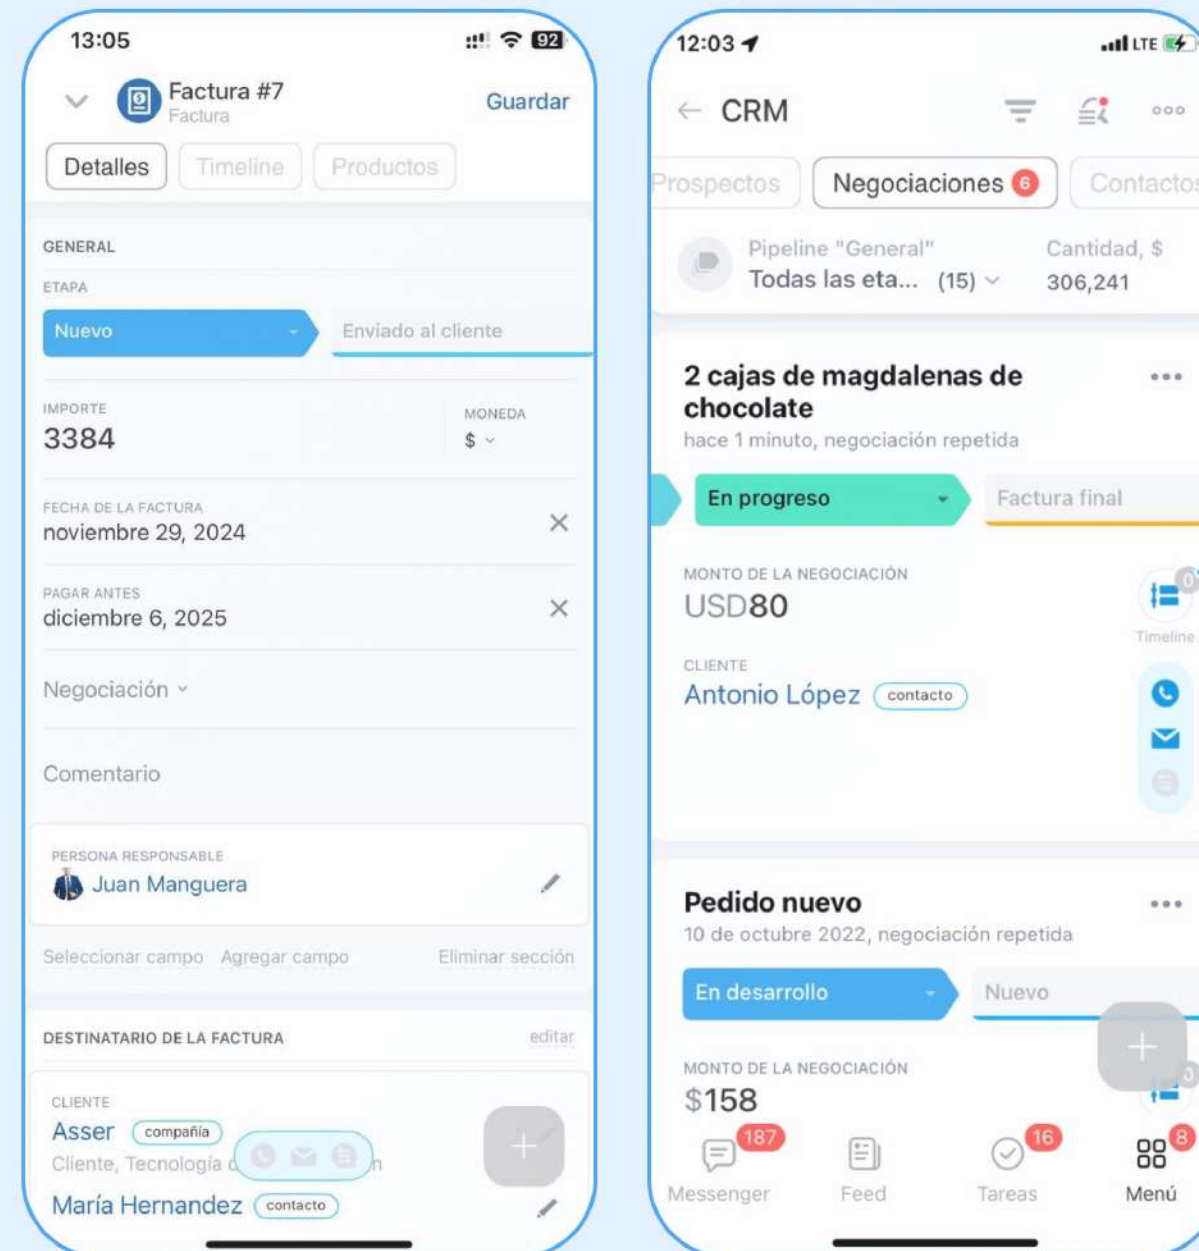 13:05
92
Factura #7
Factura
Guardar
Detalles
Timeline
Productos
GENERAL
ETAPA
Nuevo
Enviado al cliente
IMPORTE
3384
MONEDA
$
FECHA DE LA FACTURA
noviembre 29, 2024
PAGAR ANTES
diciembre 6, 2025
Negociación
Comentario
PERSONA RESPONSABLE
Juan Manguera
Seleccionar campo Agregar campo Eliminar sección
DESTINATARIO DE LA FACTURA
editar
CLIENTE
Asser compañía
Cliente, Tecnología
María Hernandez contacto
12:03
LTE
CRM
Prospectos
Negociaciones 6
Contactos
Pipeline "General"
Todas las eta... (15)
Cantidad, $
306,241
2 cajas de magdalenas de
chocolate
hace 1 minuto, negociación repetida
En progreso
Factura final
MONTO DE LA NEGOCIACIÓN
USD80
0
Timeline
CLIENTE
Antonio López contacto
Pedido nuevo
10 de octubre 2022, negociación repetida
En desarrollo
Nuevo
MONTO DE LA NEGOCIACIÓN
$158
0
187
16
8
Messenger
Feed
Tareas
Menú